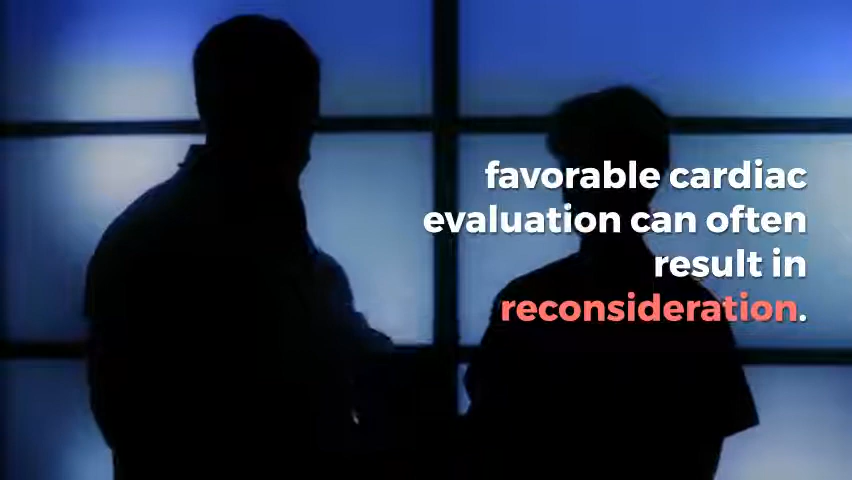 favorable cardiac
evaluation can often
result in
reconsideration.